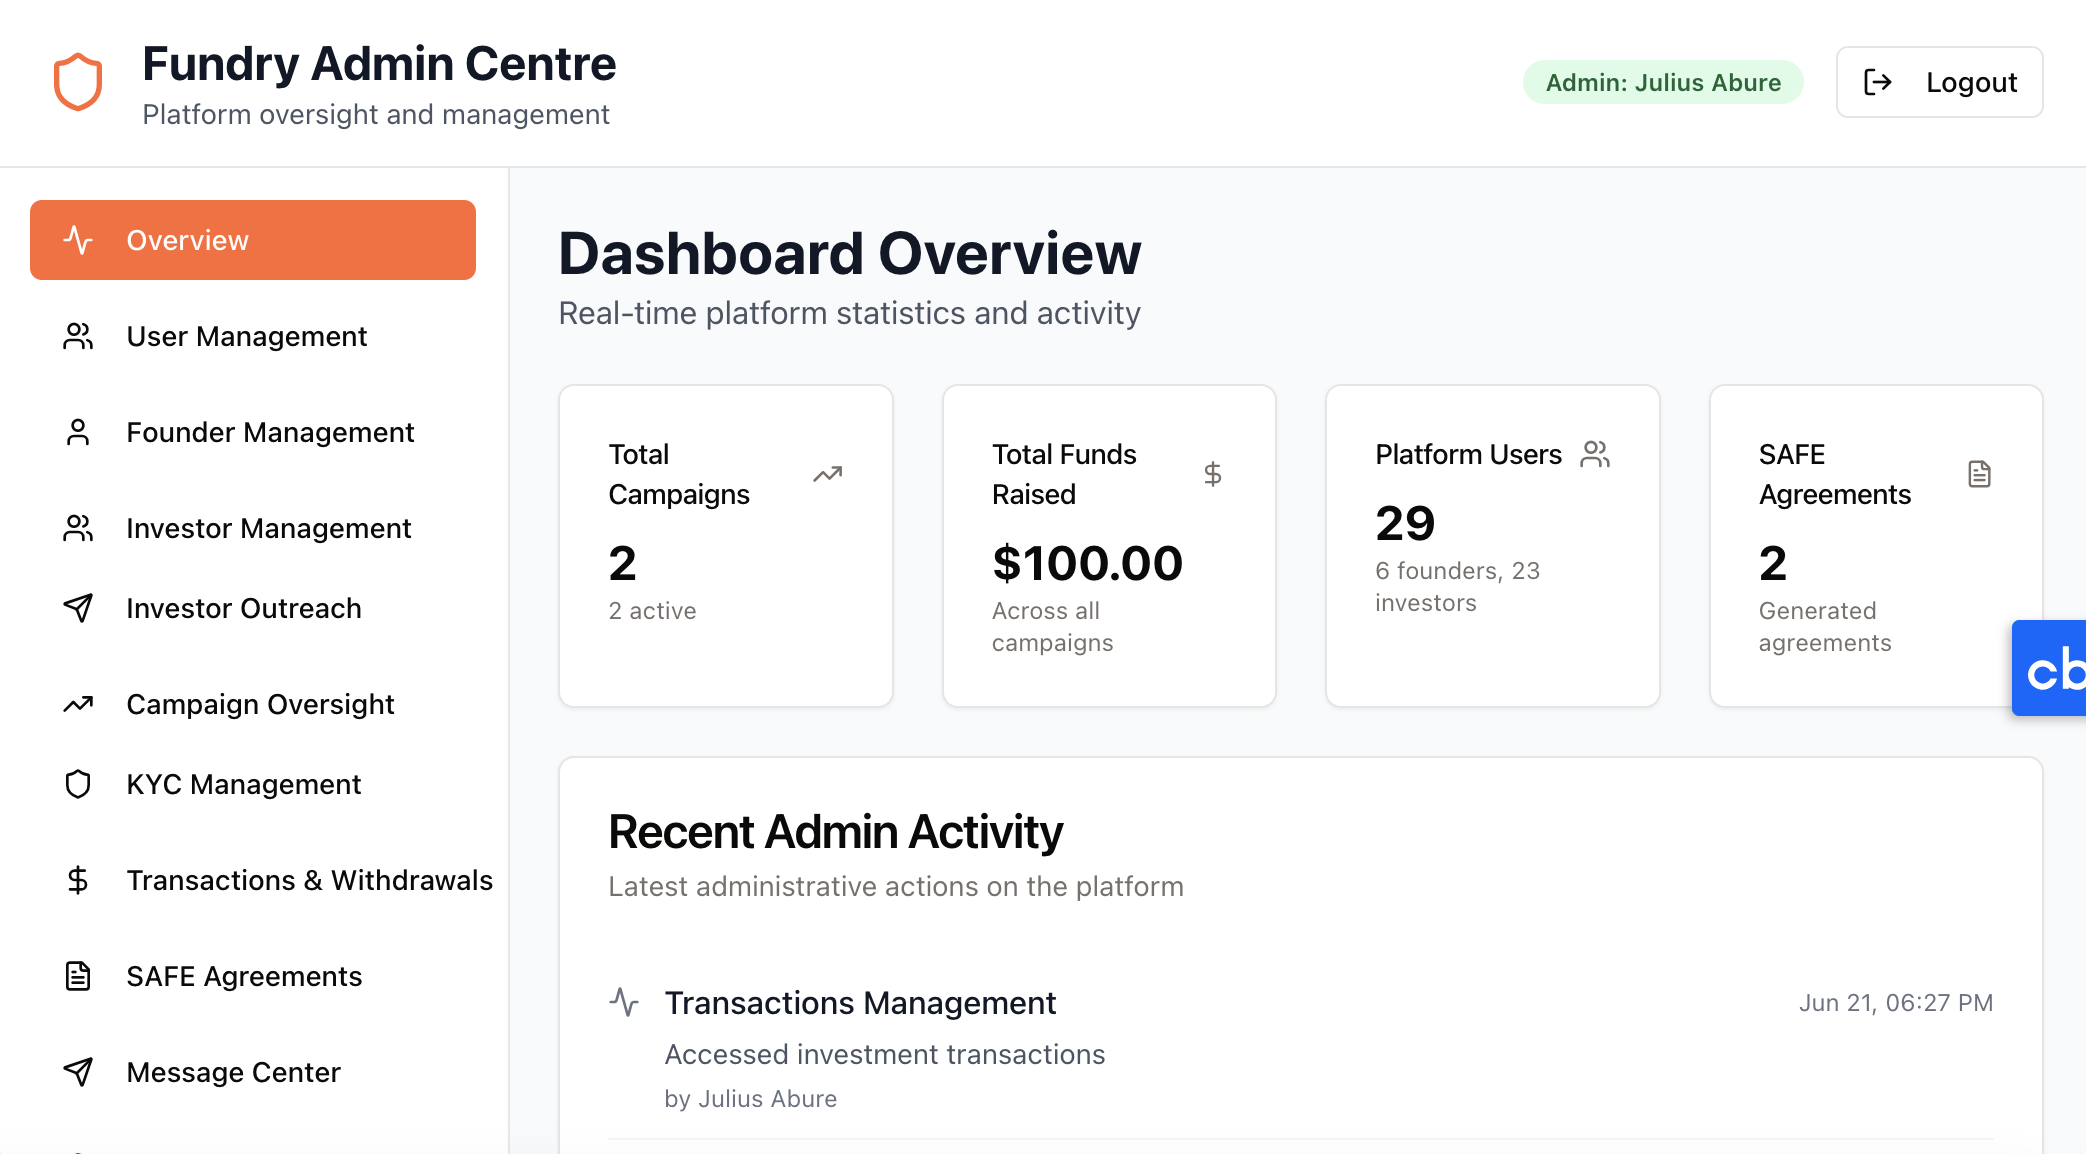 Fundry Admin Centre
Platform oversight and management
Admin: Julius Abure
Logout
Overview
User Management
Founder Management
Investor Management
Investor Outreach
Campaign Oversight
KYC Management
Transactions & Withdrawals
SAFE Agreements
Message Center
Dashboard Overview
Real-time platform statistics and activity
Total
Campaigns
2
2 active
Total Funds
Raised
$100.00
Across all
campaigns
Platform Users
29
6 founders, 23
investors
SAFE
Agreements
2
Generated
agreements
cb
Recent Admin Activity
Latest administrative actions on the platform
Transactions Management
Jun 21, 06:27 PM
Accessed investment transactions
by Julius Abure